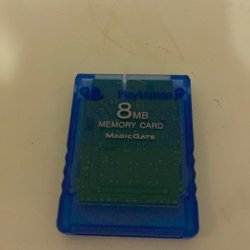 PlayStation
8MB
MEMORY CARD
MAGICGATE